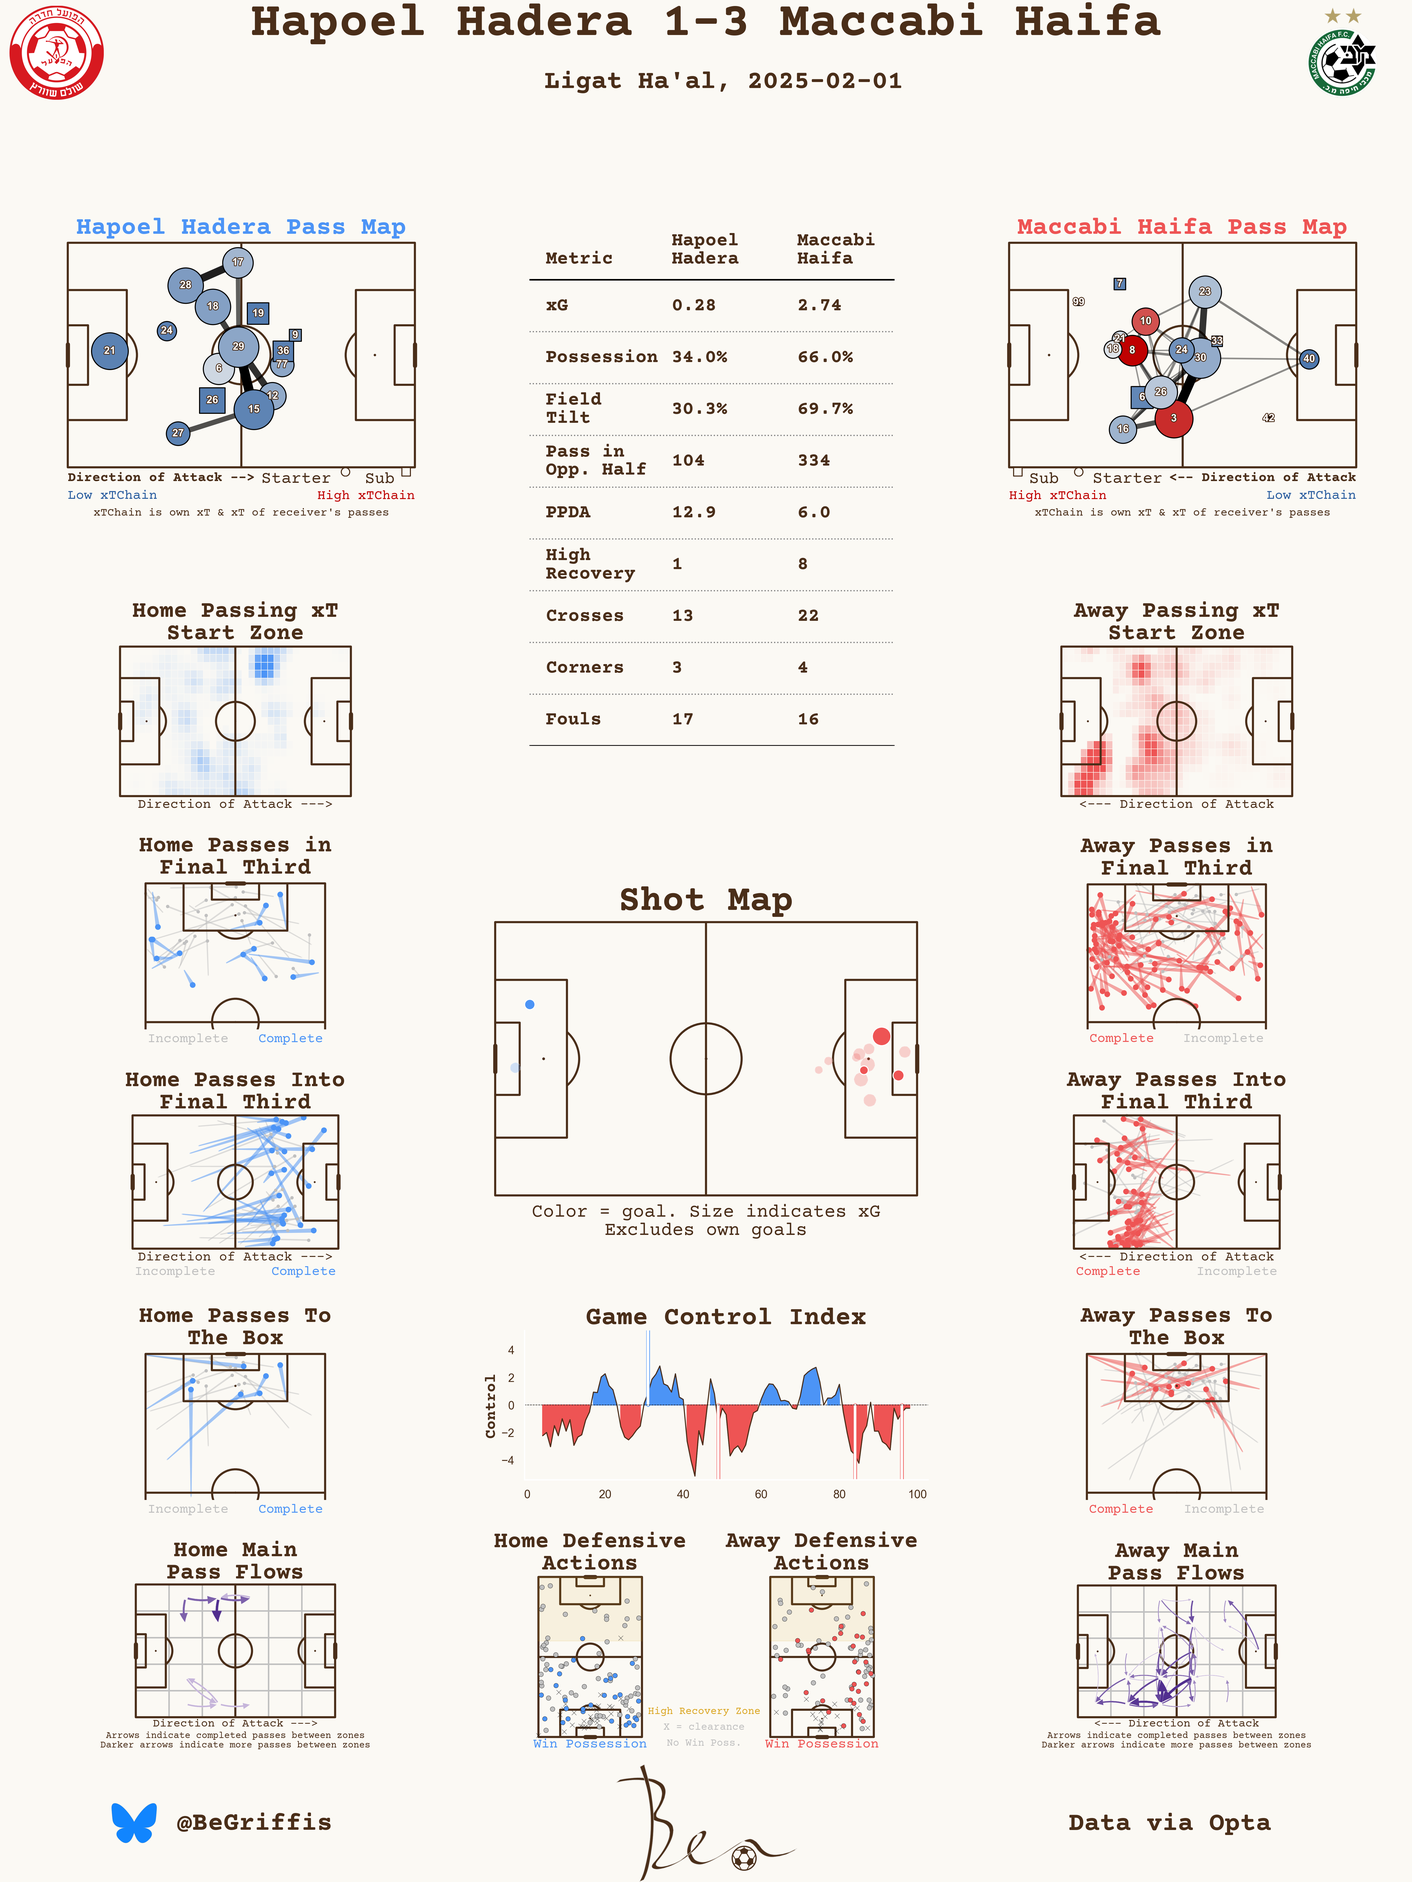 Hapoel Hadera 1-3 Maccabi Haifa
Ligat Ha'al, 2025-02-01
הפועל חדרה
הפועל
שולם שוורץ
MACCABI HAIFA F.C.
מכבי חיפה מ.כ.
Hapoel Hadera Pass Map
17
28
18
19
24
9
21
29
36
77
6
12
26
15
27
Direction of Attack --> Starter Sub
Low xTChain High xTChain
xTChain is own xT & xT of receiver's passes
Metric Hapoel Hadera Maccabi Haifa
xG 0.28 2.74
Possession 34.0% 66.0%
Field Tilt 30.3% 69.7%
Pass in Opp. Half 104 334
PPDA 12.9 6.0
High Recovery 1 8
Crosses 13 22
Corners 3 4
Fouls 17 16
Maccabi Haifa Pass Map
7
99
23
10
21
33
18
8
24
30
40
6
26
3
42
16
Sub Starter <-- Direction of Attack
High xTChain Low xTChain
xTChain is own xT & xT of receiver's passes
Home Passing xT
Start Zone
Direction of Attack --->
Away Passing xT
Start Zone
<--- Direction of Attack
Home Passes in
Final Third
Incomplete Complete
Away Passes in
Final Third
Complete Incomplete
Shot Map
Color = goal. Size indicates xG
Excludes own goals
Home Passes Into
Final Third
Direction of Attack --->
Incomplete Complete
Away Passes Into
Final Third
<--- Direction of Attack
Complete Incomplete
Home Passes To
The Box
Incomplete Complete
Game Control Index
Control
4
2
0
−2
−4
0 20 40 60 80 100
Away Passes To
The Box
Complete Incomplete
Home Main
Pass Flows
Direction of Attack --->
Arrows indicate completed passes between zones
Darker arrows indicate more passes between zones
Home Defensive
Actions
Win Possession
High Recovery Zone
X = clearance
No Win Poss.
Away Defensive
Actions
Win Possession
Away Main
Pass Flows
<--- Direction of Attack
Arrows indicate completed passes between zones
Darker arrows indicate more passes between zones
@BeGriffis
Ben
Data via Opta